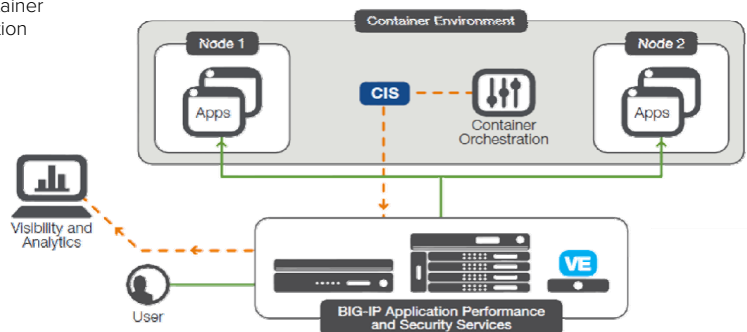 ainer
tion
Container Environment
Node 1
Node 2
Apps
CIS
Container
Orchestration
Apps
Visibility and
Analytics
User
VE
BIG-IP Application Performance
and Security Services